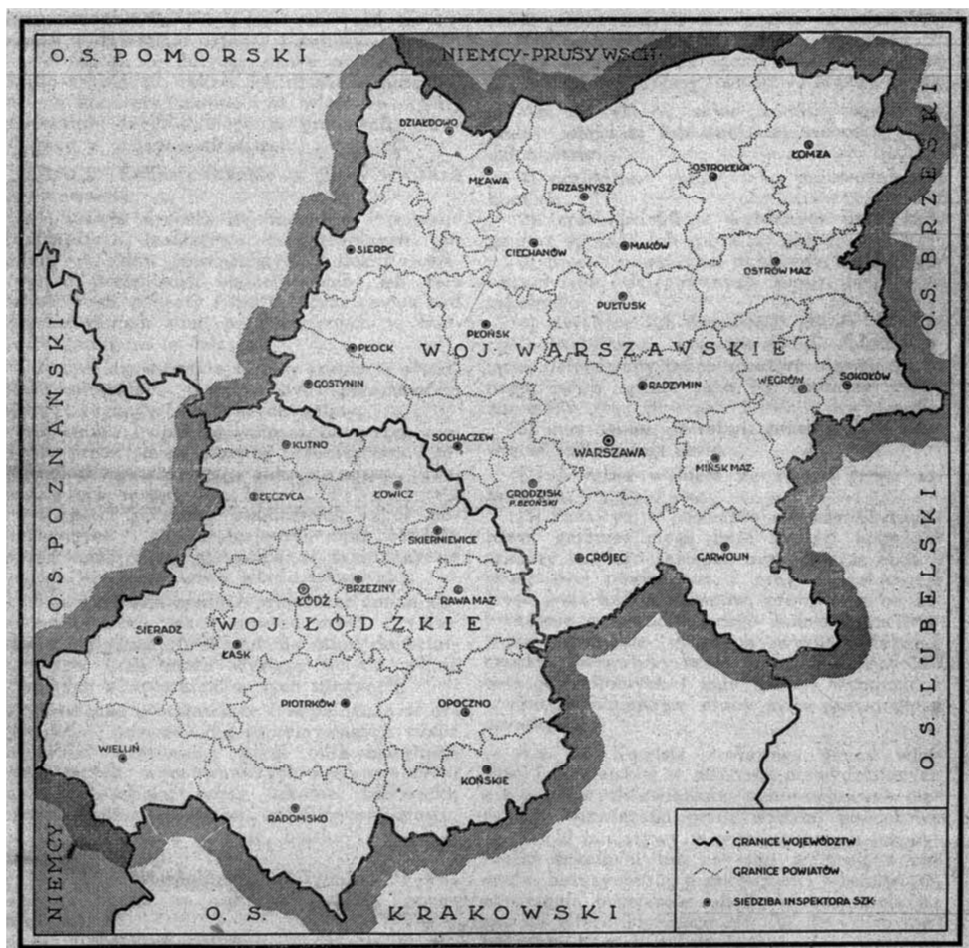 O. S. POMORSKI
NIEMCY-PRUSY WSCH.
DZIAŁDOWO
ŁOMŻA
MŁAWA
OSTROŁĘKA
PRZASNYSZ
SIERPC
CIECHANÓW
MAKÓW
OSTRÓW MAZ.
O. S. BRZESKI
PUŁTUSK
PŁOŃSK
PŁOCK
WOJ. WARSZAWSKIE
GOSTYNIN
RADZYMIN
WĘGRÓW
SOKOŁÓW
O. S. POZNAŃSKI
KUTNO
SOCHACZEW
WARSZAWA
MIŃSK MAZ.
ŁĘCZYCA
ŁOWICZ
GRODZISK
P. BŁOŃSKI
SKIERNIEWICE
GRÓJEC
GARWOLIN
BRZEZINY
ŁÓDŹ
RAWA MAZ.
WOJ. ŁÓDZKIE
SIERADZ
ŁASK
O. S. LUBELSKI
PIOTRKÓW
OPOCZNO
WIELUŃ
KOŃSKIE
RADOMSKO
NIEMCY
O. S. KRAKOWSKI
GRANICE WOJEWÓDZTW
GRANICE POWIATÓW
SIEDZIBA INSPEKTORA SZK.